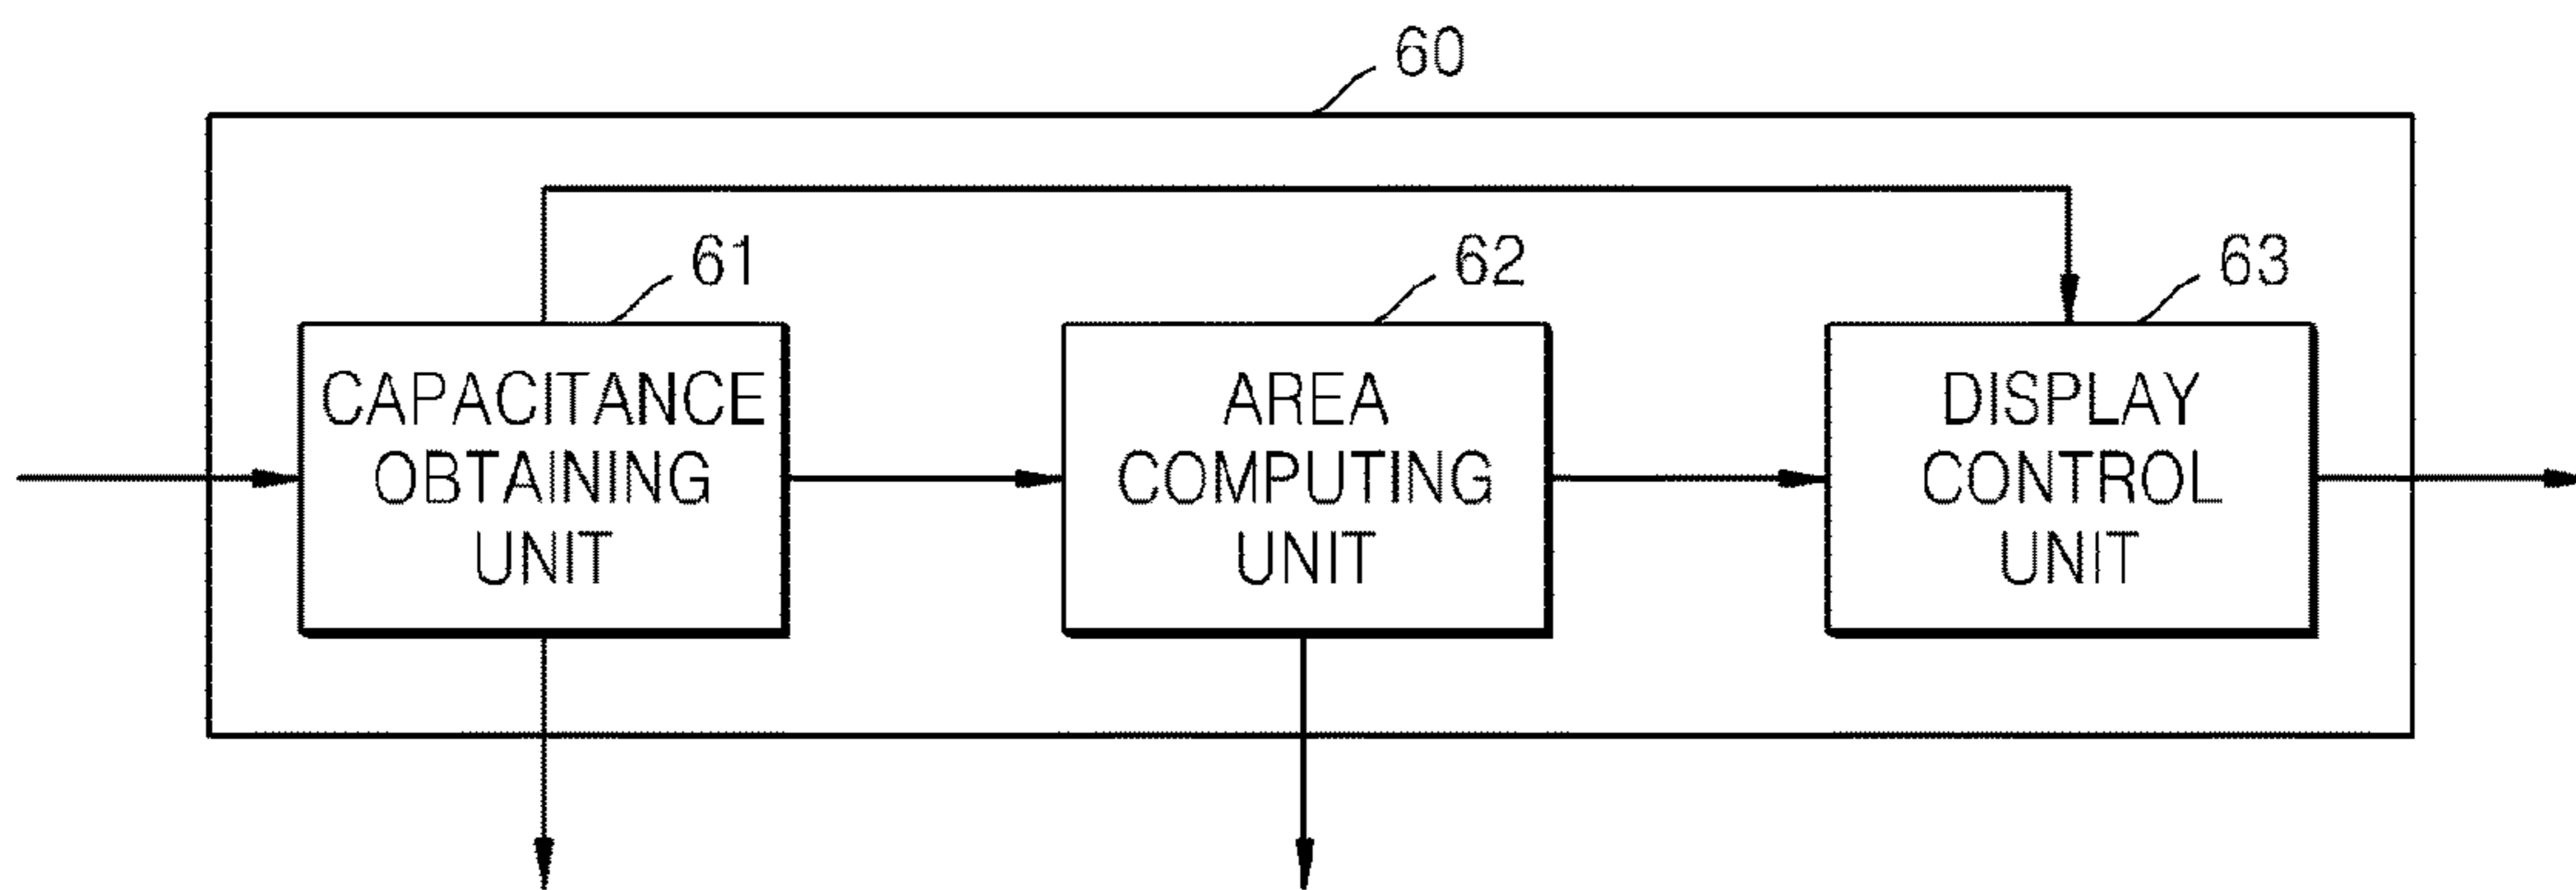 60
61
62
63
CAPACITANCE
OBTAINING
UNIT
AREA
COMPUTING
UNIT
DISPLAY
CONTROL
UNIT